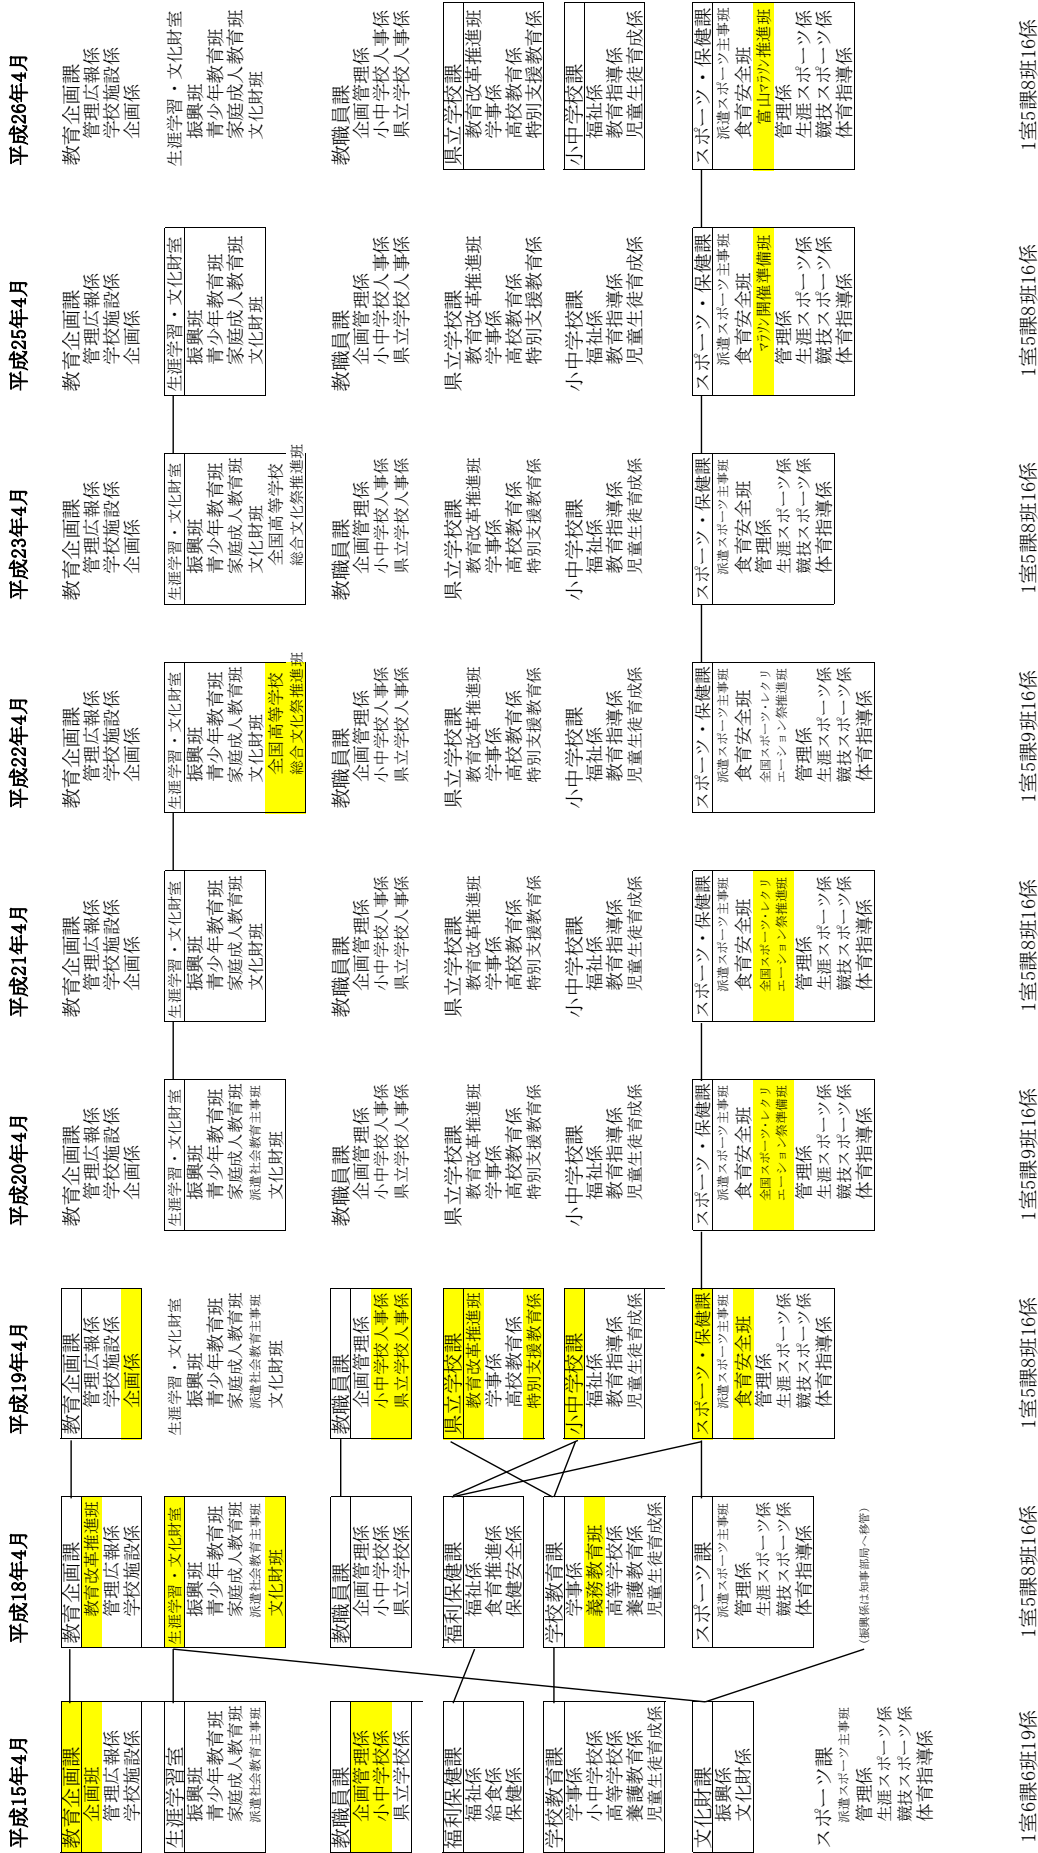 平成15年4月
教育企画課
企画班
管理広報係
学校施設係
生涯学習室
振興班
青少年教育班
家庭成人教育班
派遣社会教育主事班
教職員課
企画管理係
小中学校係
県立学校係
福利保健課
福祉係
給食係
保健係
学校教育課
学事係
小中学校係
高等学校係
養護教育係
児童生徒育成係
文化財課
振興係
文化財係
スポーツ課
派遣スポーツ主事班
管理係
生涯スポーツ係
競技スポーツ係
体育指導係
1室6課6班19係
平成18年4月
教育企画課
教育改革推進班
管理広報係
学校施設係
生涯学習・文化財室
振興班
青少年教育班
家庭成人教育班
派遣社会教育主事班
文化財班
教職員課
企画管理係
小中学校係
県立学校係
福利保健課
福祉係
食育推進係
保健安全係
学校教育課
学事係
義務教育班
高等学校係
養護教育係
児童生徒育成係
スポーツ課
派遣スポーツ主事班
管理係
生涯スポーツ係
競技スポーツ係
体育指導係
(振興係は知事部局へ移管)
1室5課8班16係
平成19年4月
教育企画課
管理広報係
学校施設係
企画係
生涯学習・文化財室
振興班
青少年教育班
家庭成人教育班
派遣社会教育主事班
文化財班
教職員課
企画管理係
小中学校人事係
県立学校人事係
県立学校課
教育改革推進班
学事係
高校教育係
特別支援教育係
小中学校課
福祉係
教育指導係
児童生徒育成係
スポーツ・保健課
派遣スポーツ主事班
食育安全班
管理係
生涯スポーツ係
競技スポーツ係
体育指導係
1室5課8班16係
平成20年4月
教育企画課
管理広報係
学校施設係
企画係
生涯学習・文化財室
振興班
青少年教育班
家庭成人教育班
派遣社会教育主事班
文化財班
教職員課
企画管理係
小中学校人事係
県立学校人事係
県立学校課
教育改革推進班
学事係
高校教育係
特別支援教育係
小中学校課
福祉係
教育指導係
児童生徒育成係
スポーツ・保健課
派遣スポーツ主事班
食育安全班
全国スポーツ・レクリ
エーション祭準備班
管理係
生涯スポーツ係
競技スポーツ係
体育指導係
1室5課9班16係
平成21年4月
教育企画課
管理広報係
学校施設係
企画係
生涯学習・文化財室
振興班
青少年教育班
家庭成人教育班
文化財班
教職員課
企画管理係
小中学校人事係
県立学校人事係
県立学校課
教育改革推進班
学事係
高校教育係
特別支援教育係
小中学校課
福祉係
教育指導係
児童生徒育成係
スポーツ・保健課
派遣スポーツ主事班
食育安全班
全国スポーツ・レクリ
エーション祭推進班
管理係
生涯スポーツ係
競技スポーツ係
体育指導係
1室5課8班16係
平成22年4月
教育企画課
管理広報係
学校施設係
企画係
生涯学習・文化財室
振興班
青少年教育班
家庭成人教育班
文化財班
全国高等学校
総合文化祭推進班
教職員課
企画管理係
小中学校人事係
県立学校人事係
県立学校課
教育改革推進班
学事係
高校教育係
特別支援教育係
小中学校課
福祉係
教育指導係
児童生徒育成係
スポーツ・保健課
派遣スポーツ主事班
食育安全班
全国スポーツ・レクリ
エーション祭推進班
管理係
生涯スポーツ係
競技スポーツ係
体育指導係
1室5課9班16係
平成23年4月
教育企画課
管理広報係
学校施設係
企画係
生涯学習・文化財室
振興班
青少年教育班
家庭成人教育班
文化財班
全国高等学校
総合文化祭推進班
教職員課
企画管理係
小中学校人事係
県立学校人事係
県立学校課
教育改革推進班
学事係
高校教育係
特別支援教育係
小中学校課
福祉係
教育指導係
児童生徒育成係
スポーツ・保健課
派遣スポーツ主事班
食育安全班
管理係
生涯スポーツ係
競技スポーツ係
体育指導係
1室5課8班16係
平成25年4月
教育企画課
管理広報係
学校施設係
企画係
生涯学習・文化財室
振興班
青少年教育班
家庭成人教育班
文化財班
教職員課
企画管理係
小中学校人事係
県立学校人事係
県立学校課
教育改革推進班
学事係
高校教育係
特別支援教育係
小中学校課
福祉係
教育指導係
児童生徒育成係
スポーツ・保健課
派遣スポーツ主事班
食育安全班
ﾏﾗｿﾝ開催準備班
管理係
生涯スポーツ係
競技スポーツ係
体育指導係
1室5課8班16係
平成26年4月
教育企画課
管理広報係
学校施設係
企画係
生涯学習・文化財室
振興班
青少年教育班
家庭成人教育班
文化財班
教職員課
企画管理係
小中学校人事係
県立学校人事係
県立学校課
教育改革推進班
学事係
高校教育係
特別支援教育係
小中学校課
福祉係
教育指導係
児童生徒育成係
スポーツ・保健課
派遣スポーツ主事班
食育安全班
富山ﾏﾗｿﾝ推進班
管理係
生涯スポーツ係
競技スポーツ係
体育指導係
1室5課8班16係